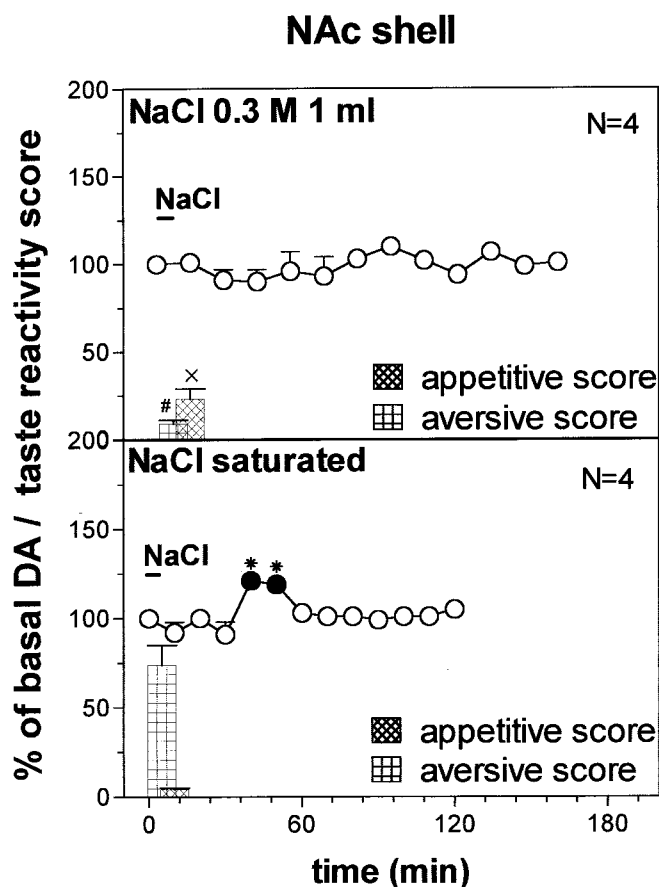 NAc shell
% of basal DA / taste reactivity score
200
NaCl 0.3 M 1 ml
N=4
150
NaCl
100
50
#
×
appetitive score
aversive score
200
NaCl saturated
N=4
150
NaCl
* *
100
50
appetitive score
aversive score
0
0 60 120 180
time (min)